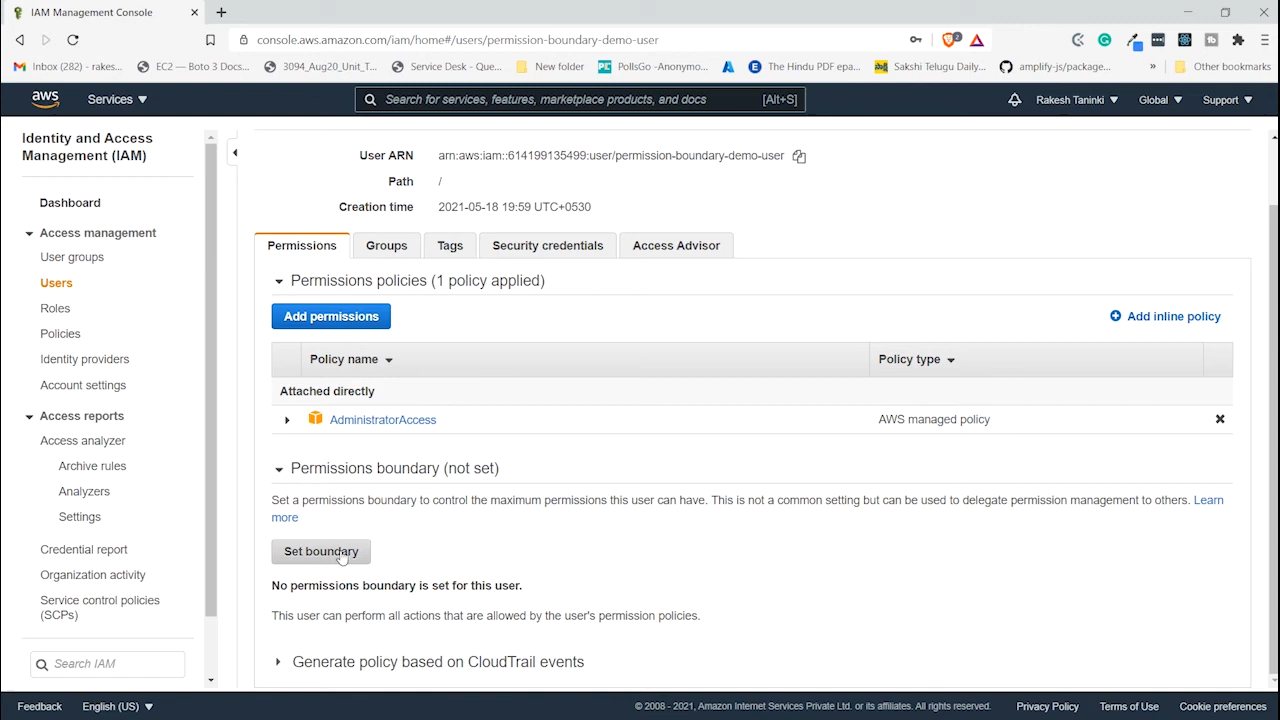 IAM Management Console
console.aws.amazon.com/iam/home#/users/permission-boundary-demo-user
2
Inbox (282) - rakes...
EC2 — Boto 3 Docs...
3094_Aug20_Unit_T...
Service Desk - Que...
New folder
PollsGo -Anonymo...
The Hindu PDF epa...
Sakshi Telugu Daily...
amplify-js/package...
»
Other bookmarks
aws
Services
Search for services, features, marketplace products, and docs
[Alt+S]
Rakesh Taninki
Global
Support
Identity and Access
Management (IAM)
Dashboard
Access management
User groups
Users
Roles
Policies
Identity providers
Account settings
Access reports
Access analyzer
Archive rules
Analyzers
Settings
Credential report
Organization activity
Service control policies
(SCPs)
Search IAM
User ARN
arn:aws:iam::614199135499:user/permission-boundary-demo-user
Path
/
Creation time
2021-05-18 19:59 UTC+0530
Permissions
Groups
Tags
Security credentials
Access Advisor
Permissions policies (1 policy applied)
Add permissions
Add inline policy
Policy name
Policy type
Attached directly
AdministratorAccess
AWS managed policy
Permissions boundary (not set)
Set a permissions boundary to control the maximum permissions this user can have. This is not a common setting but can be used to delegate permission management to others. Learn
more
Set boundary
No permissions boundary is set for this user.
This user can perform all actions that are allowed by the user's permission policies.
Generate policy based on CloudTrail events
Feedback
English (US)
© 2008 - 2021, Amazon Internet Services Private Ltd. or its affiliates. All rights reserved.
Privacy Policy
Terms of Use
Cookie preferences